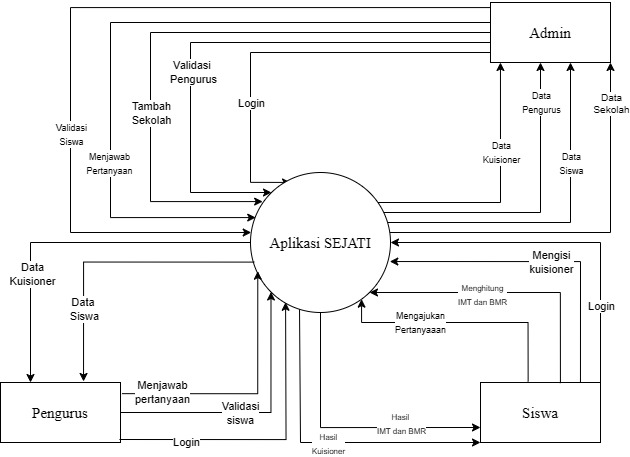 Admin
Validasi
Pengurus
Login
Tambah
Sekolah
Validasi
Siswa
Menjawab
Pertanyaan
Data
Pengurus
Data
Sekolah
Data
Kuisioner
Data
Siswa
Aplikasi SEJATI
Data
Kuisioner
Data
Siswa
Mengisi
kuisioner
Menghitung
IMT dan BMR
Login
Mengajukan
Pertanyaaan
Pengurus
Menjawab
pertanyaan
Validasi
siswa
Login
Hasil
IMT dan BMR
Hasil
Kuisioner
Siswa